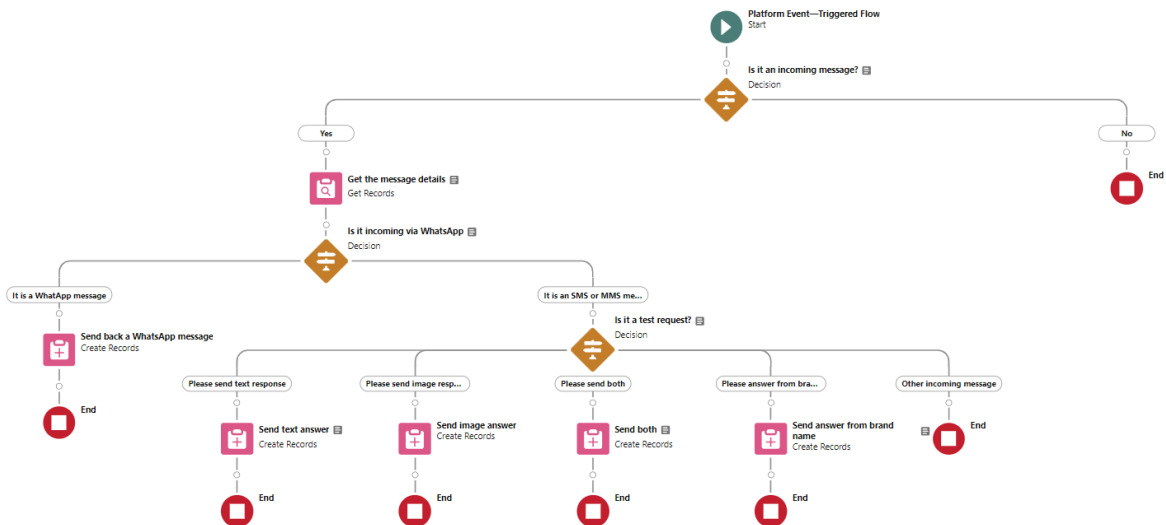 Platform Event—Triggered Flow
Start
Is it an incoming message?
Decision
Yes
No
Get the message details
Get Records
End
Is it incoming via WhatsApp
Decision
It is a WhatApp message
It is an SMS or MMS me...
Send back a WhatsApp message
Create Records
Is it a test request?
Decision
End
Please send text response
Please send image resp...
Please send both
Please answer from bra...
Other incoming message
Send text answer
Create Records
Send image answer
Create Records
Send both
Create Records
Send answer from brand
name
Create Records
End
End
End
End
End